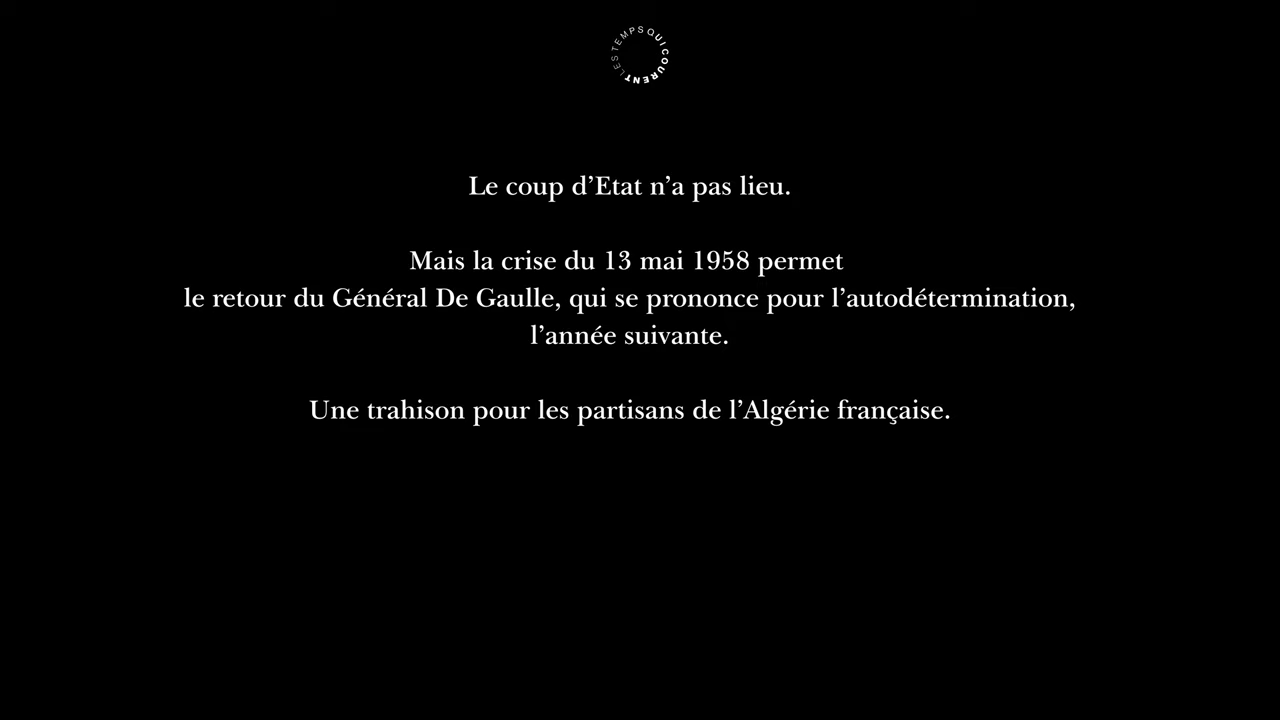 LES TEMPS QUI COURENT
Le coup d’Etat n’a pas lieu.
Mais la crise du 13 mai 1958 permet
le retour du Général De Gaulle, qui se prononce pour l’autodétermination,
l’année suivante.
Une trahison pour les partisans de l’Algérie française.